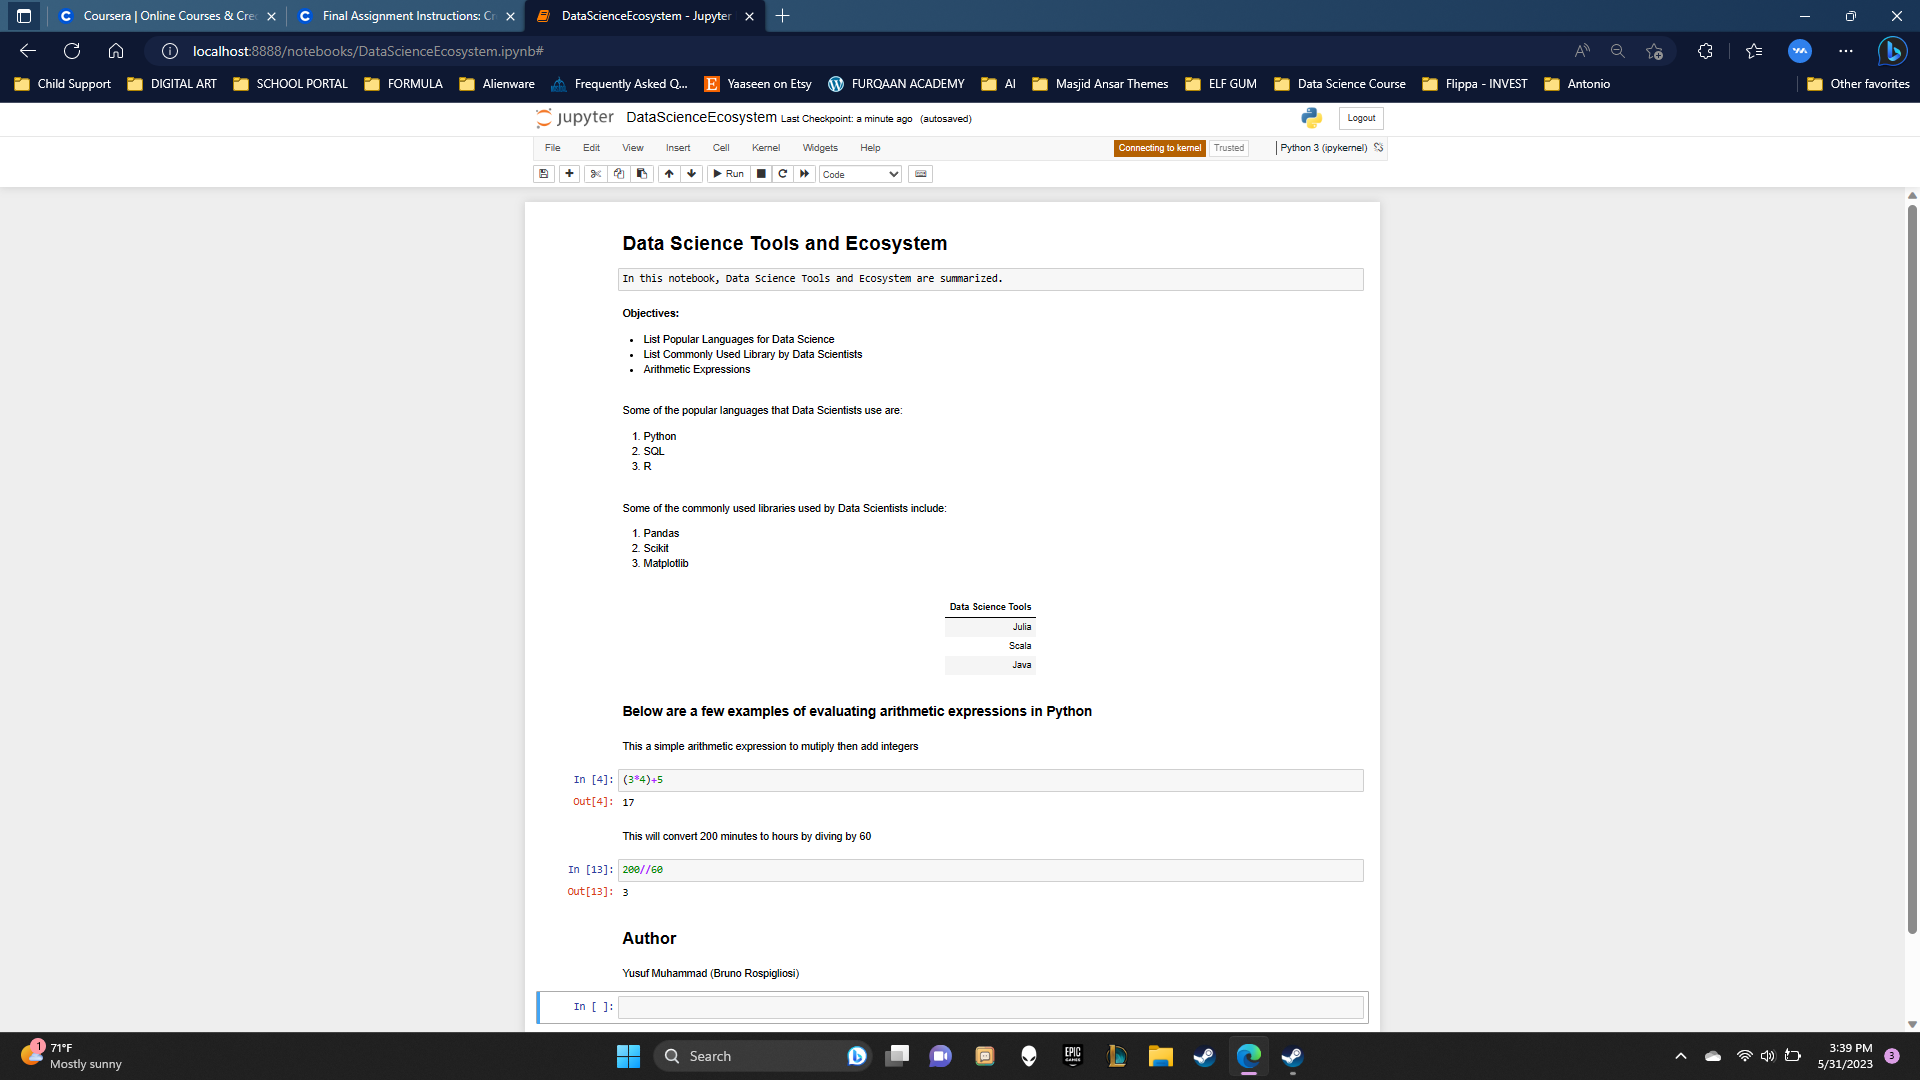 Coursera | Online Courses & Cre
Final Assignment Instructions: Cr
DataScienceEcosystem - Jupyter
localhost:8888/notebooks/DataScienceEcosystem.ipynb#
Child Support
DIGITAL ART
SCHOOL PORTAL
FORMULA
Alienware
Frequently Asked Q...
Yaaseen on Etsy
FURQAAN ACADEMY
AI
Masjid Ansar Themes
ELF GUM
Data Science Course
Flippa - INVEST
Antonio
Other favorites
jupyter DataScienceEcosystem Last Checkpoint: a minute ago (autosaved)
Logout
File Edit View Insert Cell Kernel Widgets Help
Connecting to kernel
Trusted
Python 3 (ipykernel)
Run
Code
Data Science Tools and Ecosystem
In this notebook, Data Science Tools and Ecosystem are summarized.
Objectives:
• List Popular Languages for Data Science
• List Commonly Used Library by Data Scientists
• Arithmetic Expressions
Some of the popular languages that Data Scientists use are:
1. Python
2. SQL
3. R
Some of the commonly used libraries used by Data Scientists include:
1. Pandas
2. Scikit
3. Matplotlib
Data Science Tools
Julia
Scala
Java
Below are a few examples of evaluating arithmetic expressions in Python
This a simple arithmetic expression to mutiply then add integers
In [4]: (3*4)+5
Out[4]: 17
This will convert 200 minutes to hours by diving by 60
In [13]: 200//60
Out[13]: 3
Author
Yusuf Muhammad (Bruno Rospigliosi)
In [ ]:
1
71°F
Mostly sunny
Search
EPIC
GAMES
3:39 PM
5/31/2023
3